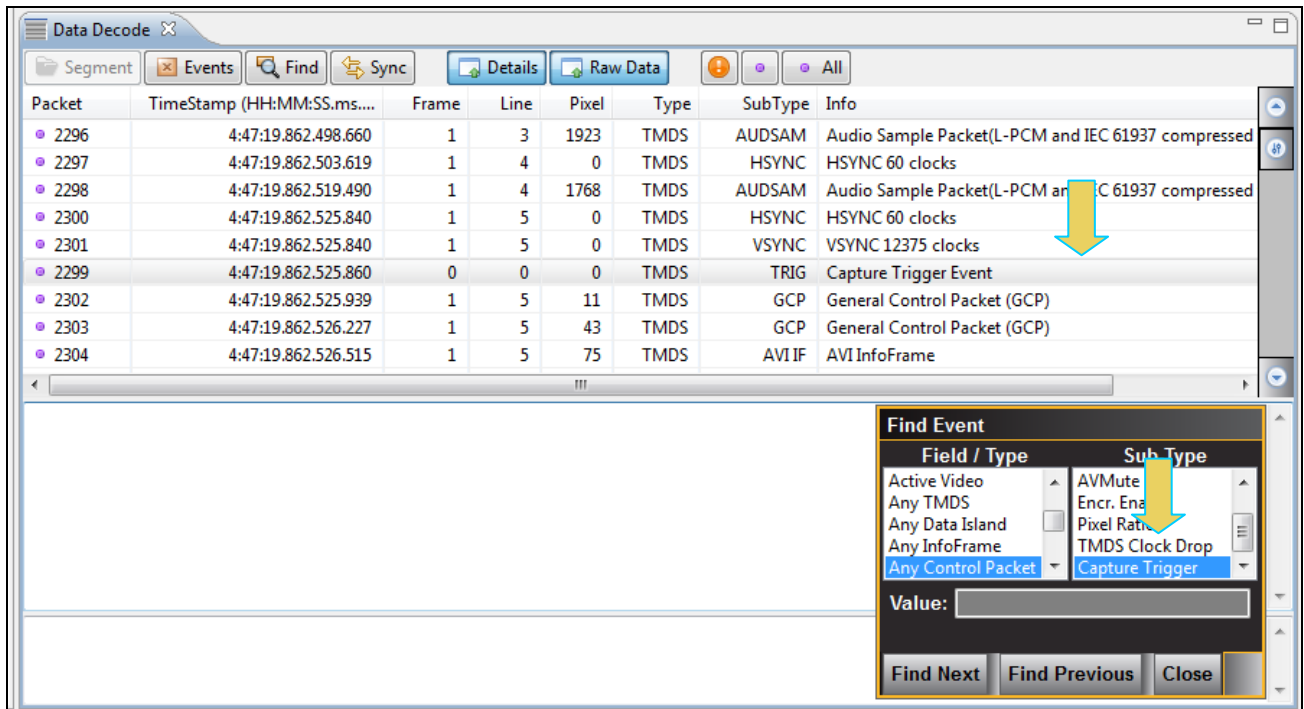 Data Decode
Segment Events Find Sync Details Raw Data All
Packet TimeStamp (HH:MM:SS.ms.... Frame Line Pixel Type SubType Info
2296 4:47:19.862.498.660 1 3 1923 TMDS AUDSAM Audio Sample Packet(L-PCM and IEC 61937 compressed
2297 4:47:19.862.503.619 1 4 0 TMDS HSYNC HSYNC 60 clocks
2298 4:47:19.862.519.490 1 4 1768 TMDS AUDSAM Audio Sample Packet(L-PCM C 61937 compressed
2300 4:47:19.862.525.840 1 5 0 TMDS HSYNC HSYNC 60 clocks
2301 4:47:19.862.525.840 1 5 0 TMDS VSYNC VSYNC 12375 clocks
2299 4:47:19.862.525.860 0 0 0 TMDS TRIG Capture Trigger Event
2302 4:47:19.862.525.939 1 5 11 TMDS GCP General Control Packet (GCP)
2303 4:47:19.862.526.227 1 5 43 TMDS GCP General Control Packet (GCP)
2304 4:47:19.862.526.515 1 5 75 TMDS AVI IF AVI InfoFrame
Find Event
Field / Type Sub Type
Active Video AVMute
Any TMDS Encr.
Any Data Island Pixel
Any InfoFrame TMDS Clock Drop
Any Control Packet Capture Trigger
Value:
Find Next Find Previous Close